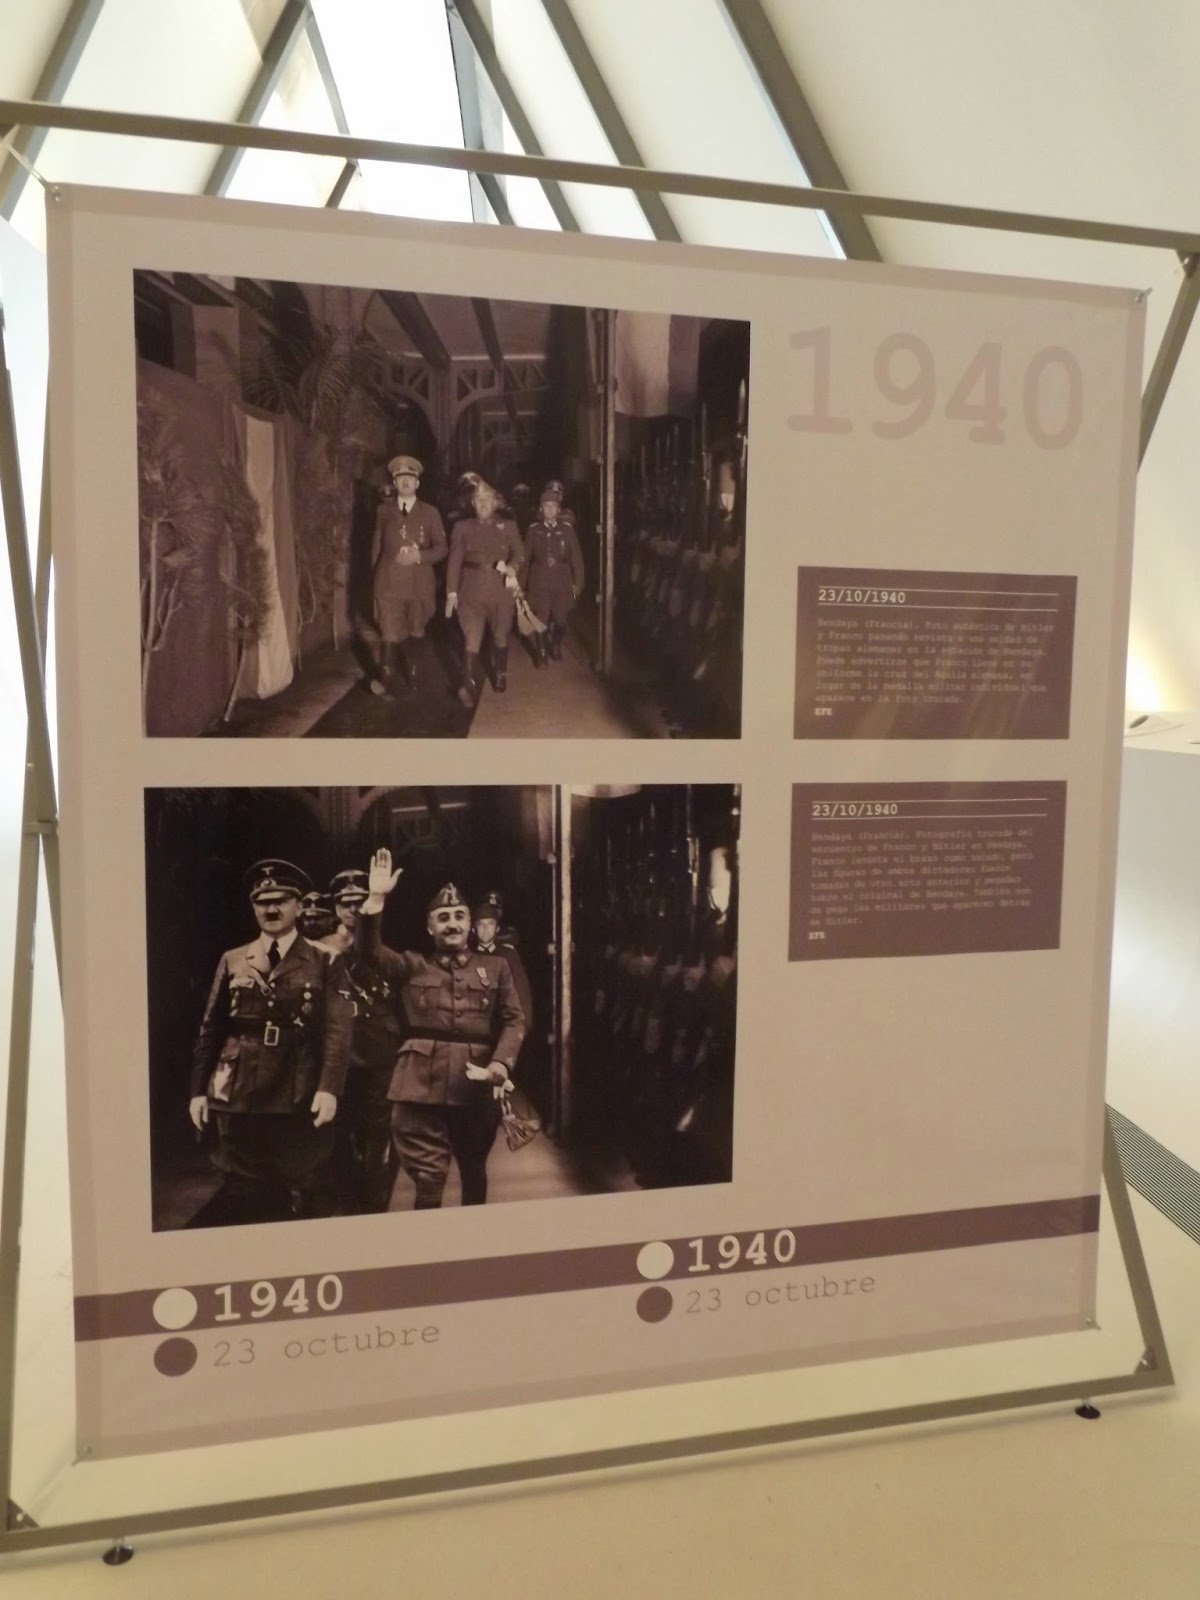 1940
23/10/1940
Hendaya (Francia). Foto auténtica de Hitler
y Franco pasando revista a una unidad de
tropas alemanas en la estación de Hendaya.
Puede advertirse que Franco lleva en su
uniforme la cruz del Águila alemana, en
lugar de la medalla militar individual que
aparece en la foto trucada.
EFE
23/10/1940
Hendaya (Francia). Fotografía trucada del
encuentro de Franco y Hitler en Hendaya.
Franco levanta el brazo como saludo, pero
las figuras de ambos dictadores fueron
tomadas de otro acto anterior y pegadas
sobre el original de Hendaya. También son
de pega los militares que aparecen detrás
de Hitler.
EFE
1940
23 octubre
1940
23 octubre